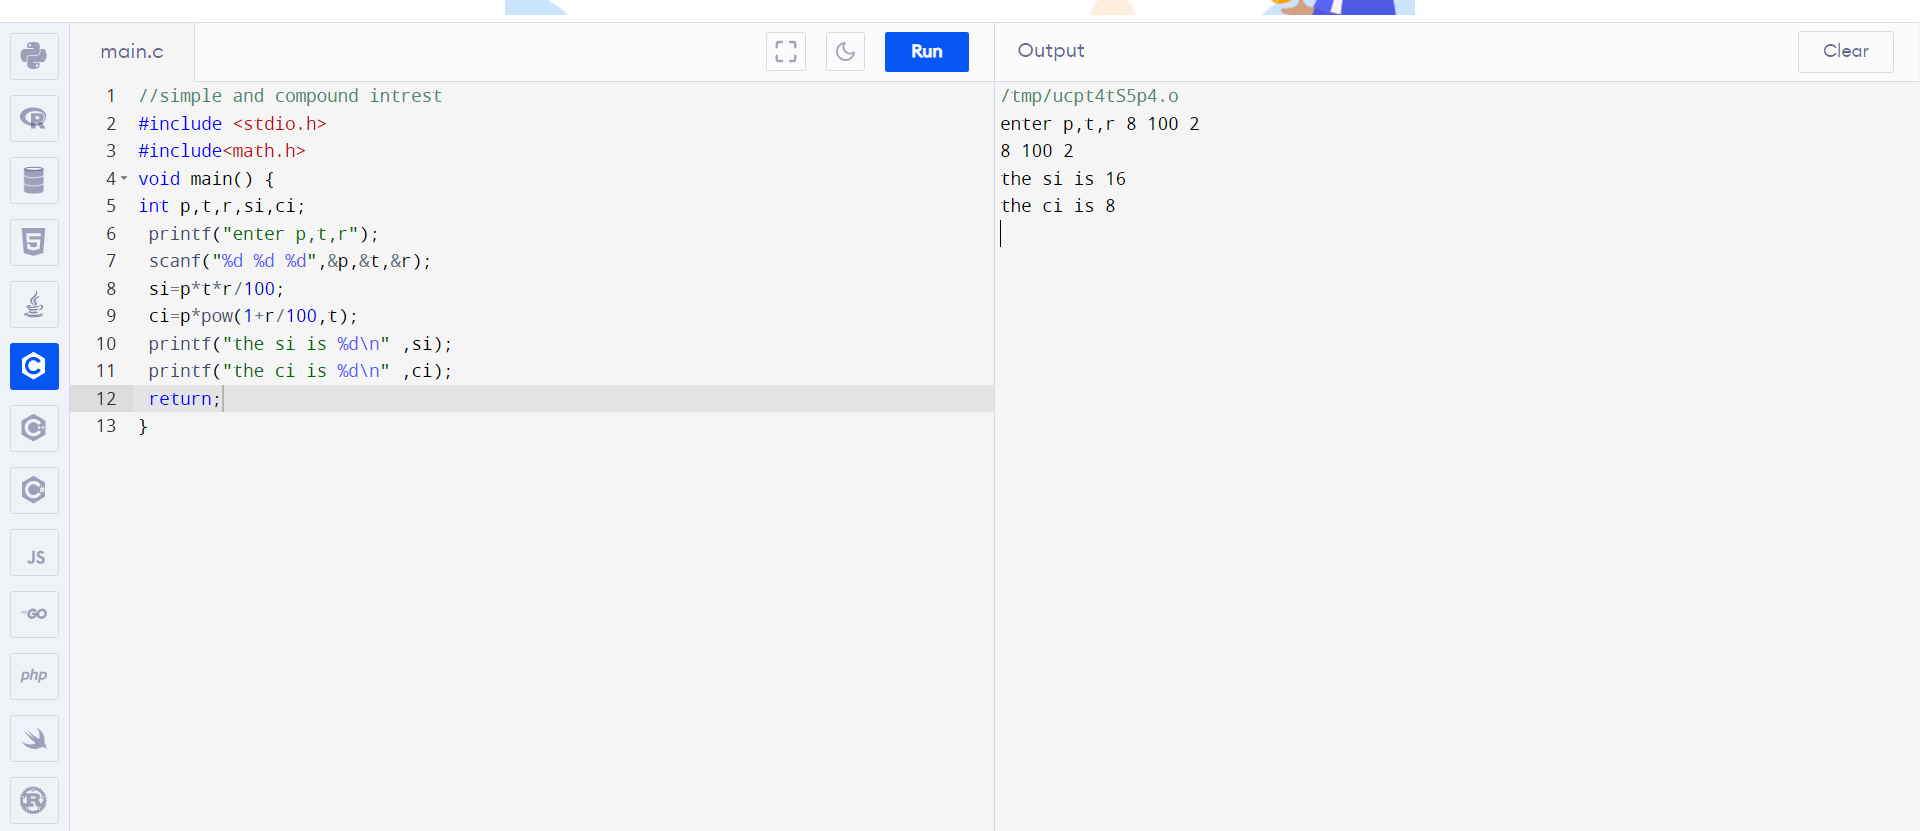 main.c
Run
Output
Clear
1 //simple and compound intrest
2 #include <stdio.h>
3 #include<math.h>
4 void main() {
5 int p,t,r,si,ci;
6 printf("enter p,t,r");
7 scanf("%d %d %d",&p,&t,&r);
8 si=p*t*r/100;
9 ci=p*pow(1+r/100,t);
10 printf("the si is %d\n" ,si);
11 printf("the ci is %d\n" ,ci);
12 return;
13 }
/tmp/ucpt4tS5p4.o
enter p,t,r 8 100 2
8 100 2
the si is 16
the ci is 8
R
5
C
C
C
JS
GO
php
R